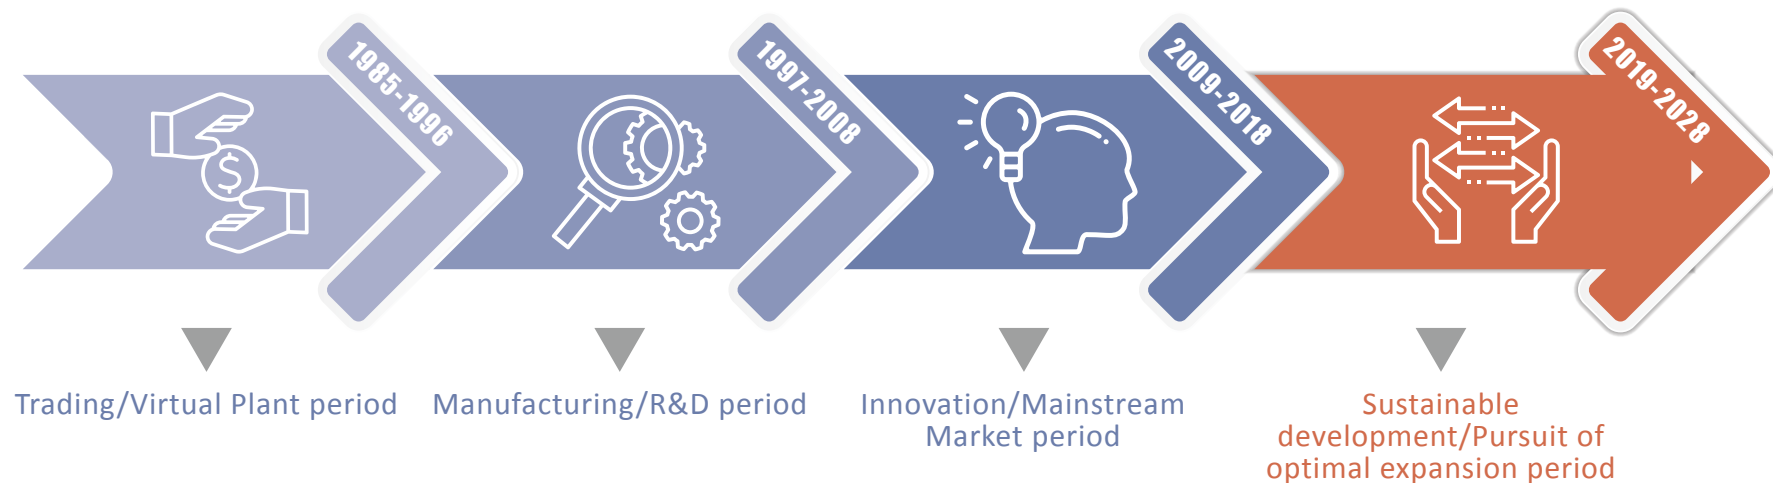 1985-1996
1997-2008
2009-2018
2019-2028
$
Trading/Virtual Plant period
Manufacturing/R&D period
Innovation/Mainstream
Market period
Sustainable
development/Pursuit of
optimal expansion period